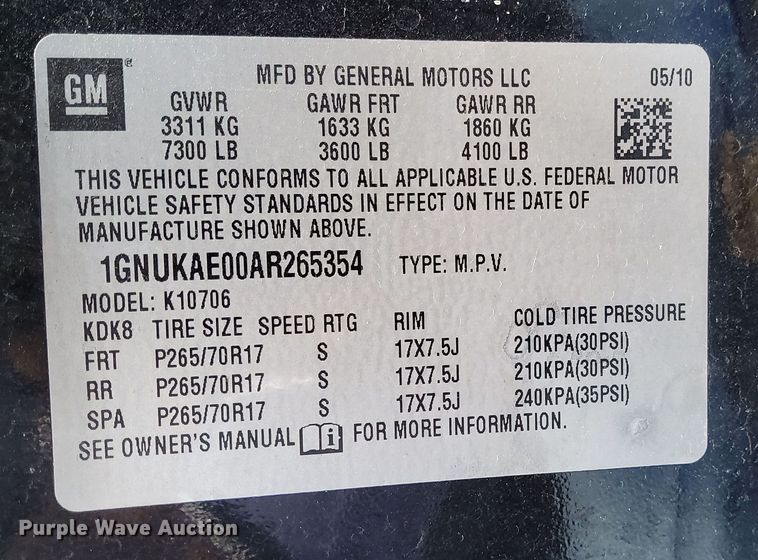 GM®
MFD BY GENERAL MOTORS LLC 05/10
GVWR GAWR FRT GAWR RR
3311 KG 1633 KG 1860 KG
7300 LB 3600 LB 4100 LB
THIS VEHICLE CONFORMS TO ALL APPLICABLE U.S. FEDERAL MOTOR
VEHICLE SAFETY STANDARDS IN EFFECT ON THE DATE OF
MANUFACTURE SHOWN ABOVE.
1GNUKAE00AR265354 TYPE: M.P.V.
MODEL: K10706
KDK8 TIRE SIZE SPEED RTG RIM COLD TIRE PRESSURE
FRT P265/70R17 S 17X7.5J 210KPA(30PSI)
RR P265/70R17 S 17X7.5J 210KPA(30PSI)
SPA P265/70R17 S 17X7.5J 240KPA(35PSI)
SEE OWNER'S MANUAL i FOR MORE INFORMATION.
Purple Wave Auction